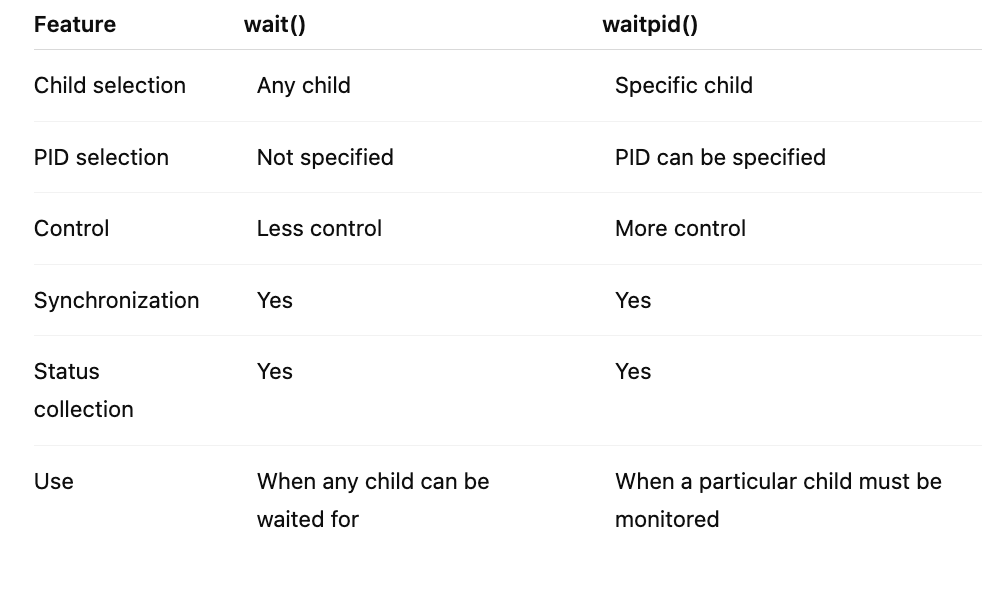 Feature wait() waitpid()
Child selection Any child Specific child
PID selection Not specified PID can be specified
Control Less control More control
Synchronization Yes Yes
Status Yes Yes
collection
Use When any child can be When a particular child must be
waited for monitored